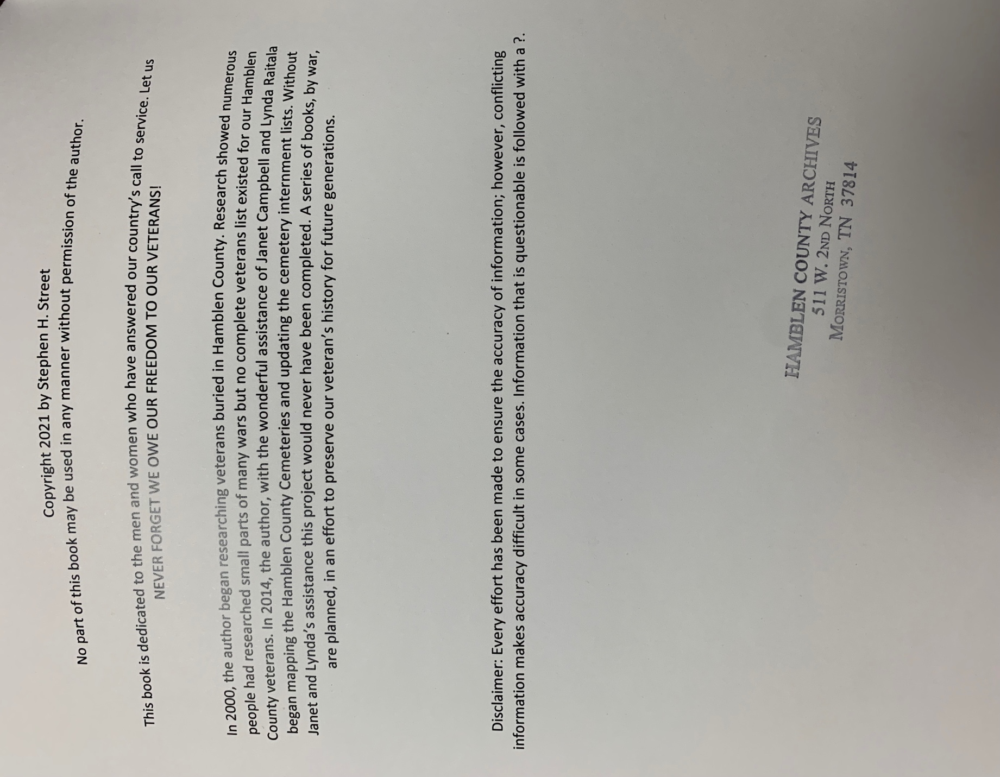 Copyright 2021 by Stephen H. Street
No part of this book may be used in any manner without permission of the author.
This book is dedicated to the men and women who have answered our country's call to service. Let us
NEVER FORGET WE OWE OUR FREEDOM TO OUR VETERANS!
In 2000, the author began researching veterans buried in Hamblen County. Research showed numerous
people had researched small parts of many wars but no complete veterans list existed for our Hamblen
County veterans. In 2014, the author, with the wonderful assistance of Janet Campbell and Lynda Raitala
began mapping the Hamblen County Cemeteries and updating the cemetery internment lists. Without
Janet and Lynda's assistance this project would never have been completed. A series of books, by war,
are planned, in an effort to preserve our veteran's history for future generations.
Disclaimer: Every effort has been made to ensure the accuracy of information; however, conflicting
information makes accuracy difficult in some cases. Information that is questionable is followed with a ?.
HAMBLEN COUNTY ARCHIVES
511 W. 2ND NORTH
MORRISTOWN, TN 37814